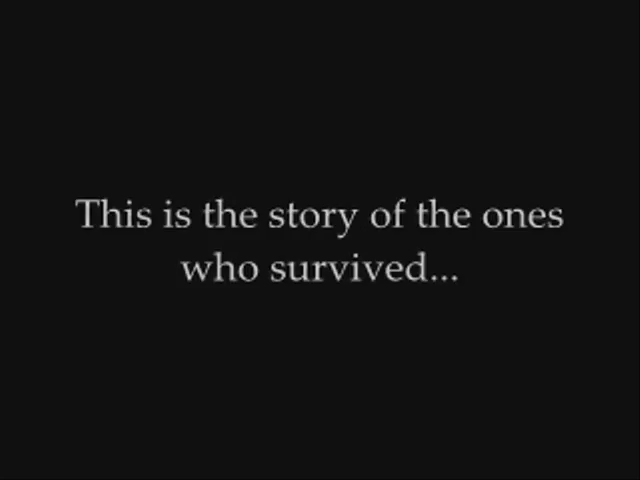 This is the story of the ones
who survived...